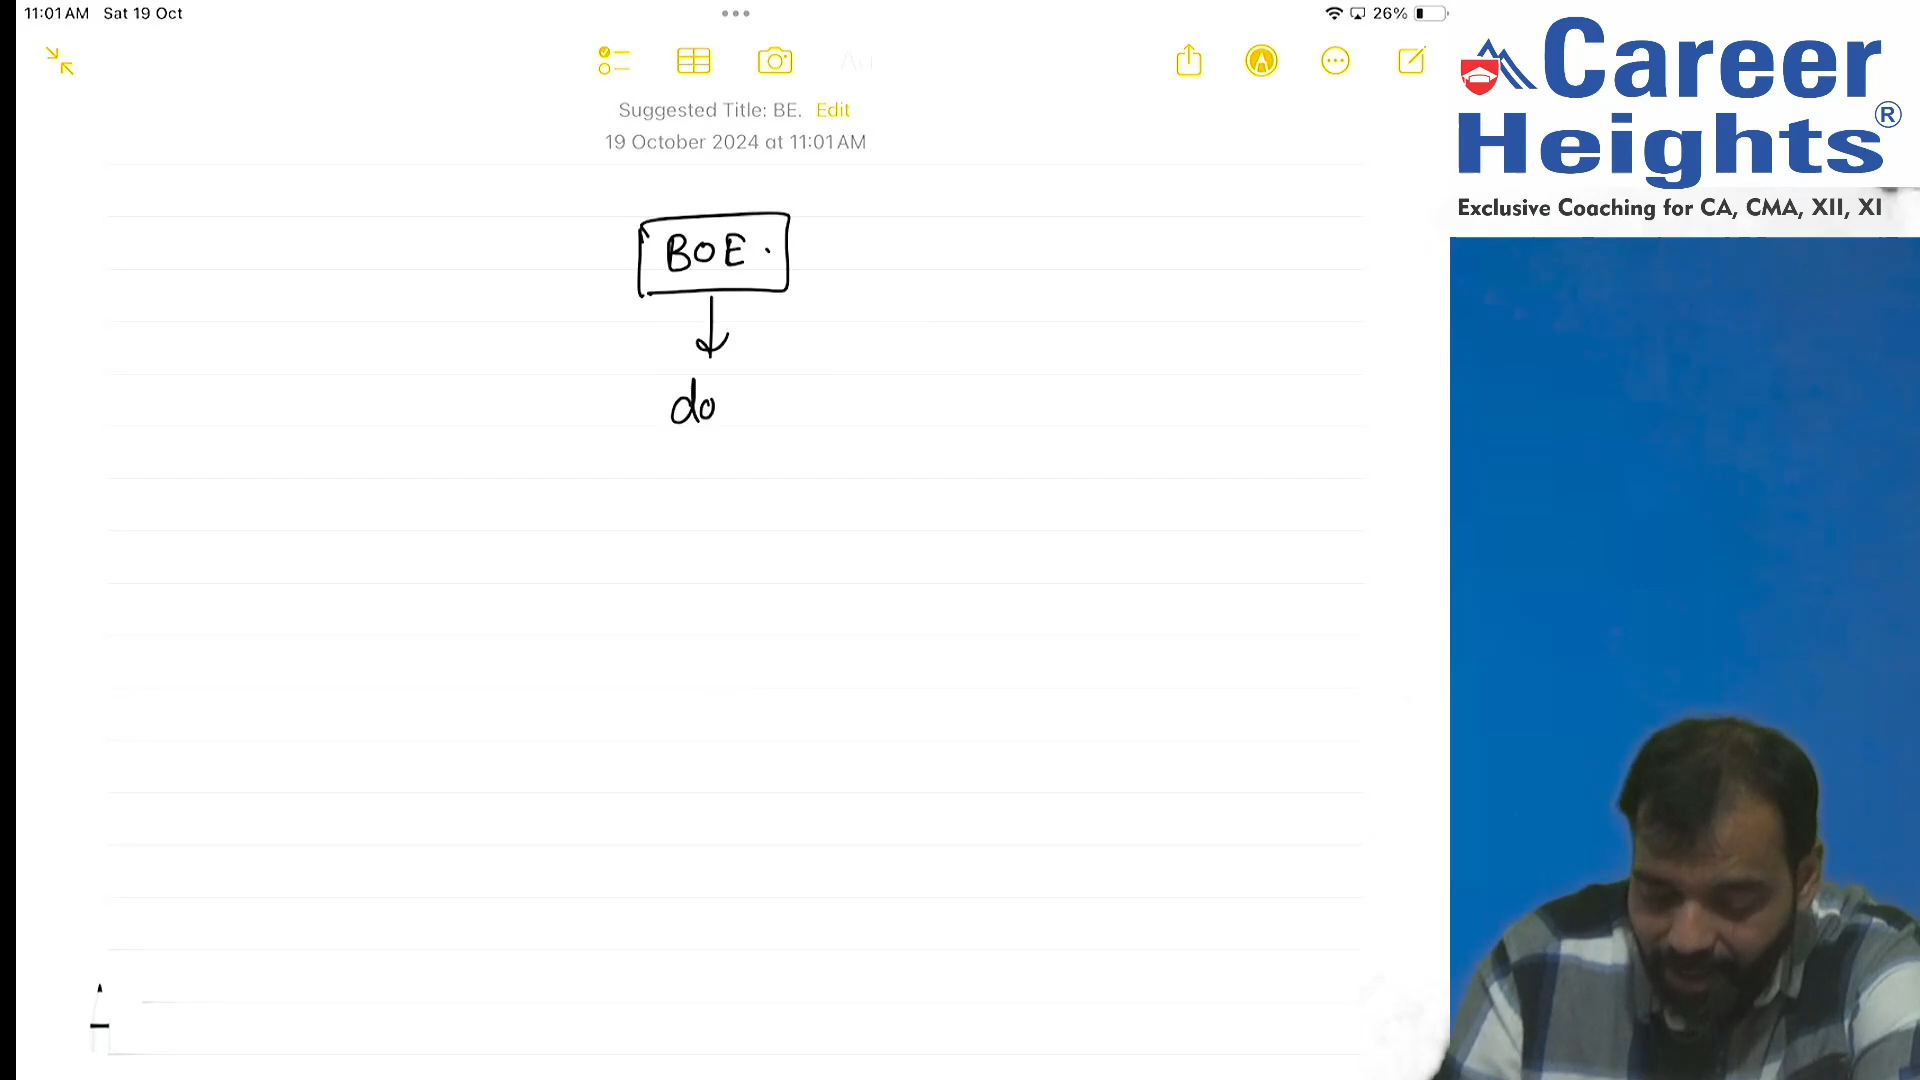 11:01 AM Sat 19 Oct
26%
Suggested Title: BE. Edit
19 October 2024 at 11:01 AM
BOE.
do
Career
Heights®
Exclusive Coaching for CA, CMA, XII, XI